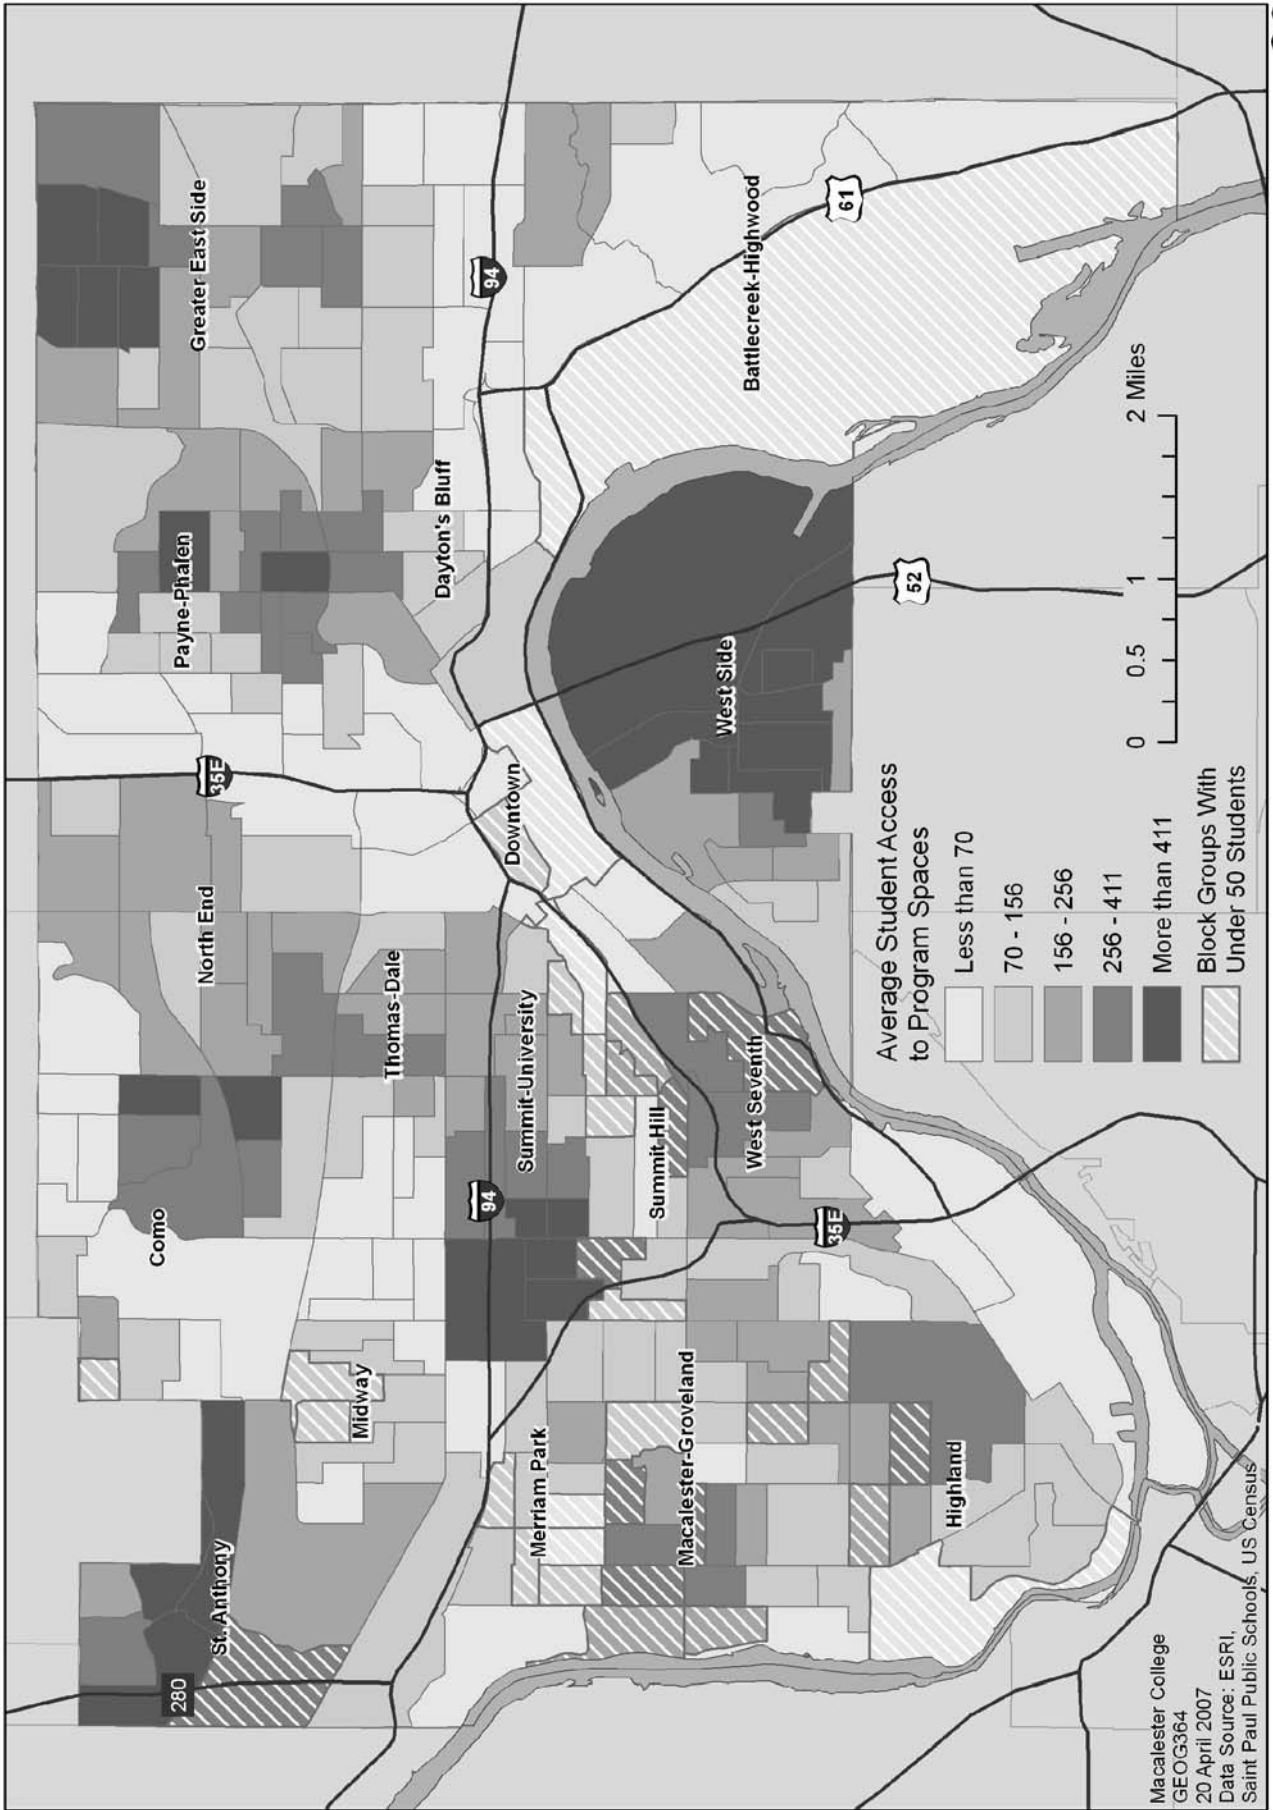 St. Anthony
280
Como
North End
35E
Payne-Phalen
Greater East Side
Midway
Thomas-Dale
Dayton's Bluff
94
94
Merriam Park
Summit-University
Downtown
Macalester-Groveland
Summit-Hill
West Seventh
West Side
Battlecreek-Highwood
61
35E
52
Highland
Average Student Access
to Program Spaces
Less than 70
70 - 156
156 - 256
256 - 411
More than 411
Block Groups With
Under 50 Students
0 0.5 1 2 Miles
Macalester College
GEOG364
20 April 2007
Data Source: ESRI,
Saint Paul Public Schools, US Census